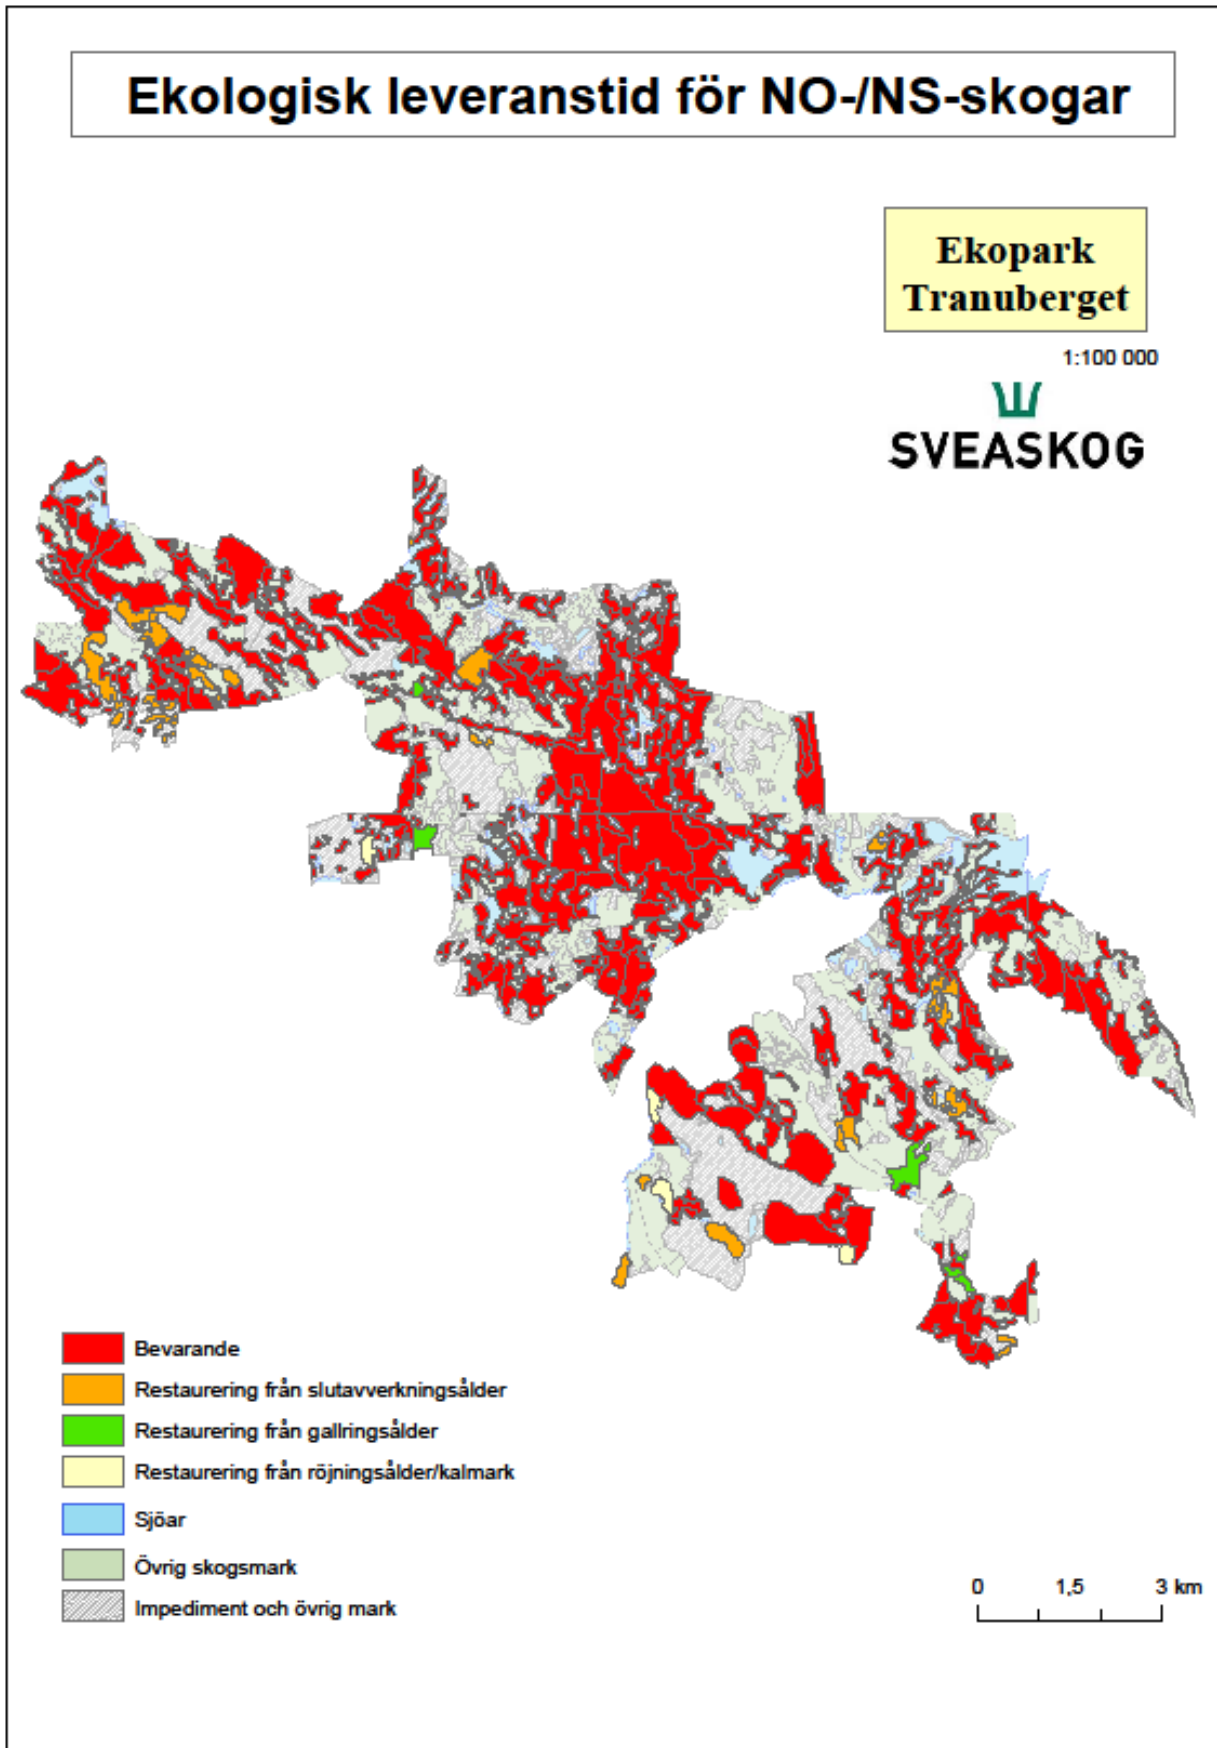 Ekologisk leveranstid för NO-/NS-skogar
Ekopark
Tranuberget
1:100 000
SVEASKOG
Bevarande
Restaurering från slutavverkningsålder
Restaurering från gallringsålder
Restaurering från röjningsålder/kalmark
Sjöar
Övrig skogsmark
Impediment och övrig mark
0 1,5 3 km